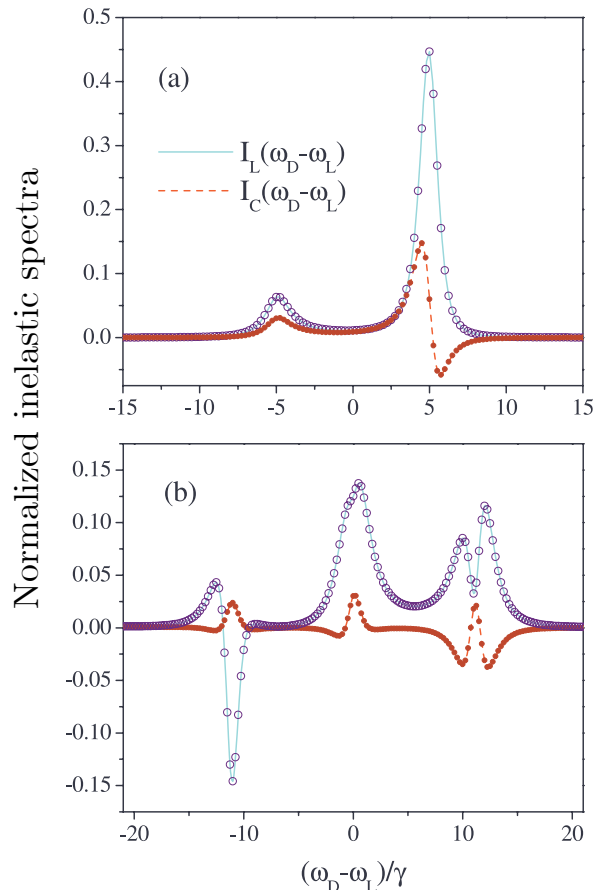 Normalized inelastic spectra
0.5
0.4
0.3
0.2
0.1
0.0
(a)
I_L(ω_D-ω_L)
I_C(ω_D-ω_L)
-15 -10 -5 0 5 10 15
0.15
0.10
0.05
0.00
-0.05
-0.10
-0.15
(b)
-20 -10 0 10 20
(ω_D-ω_L)/γ